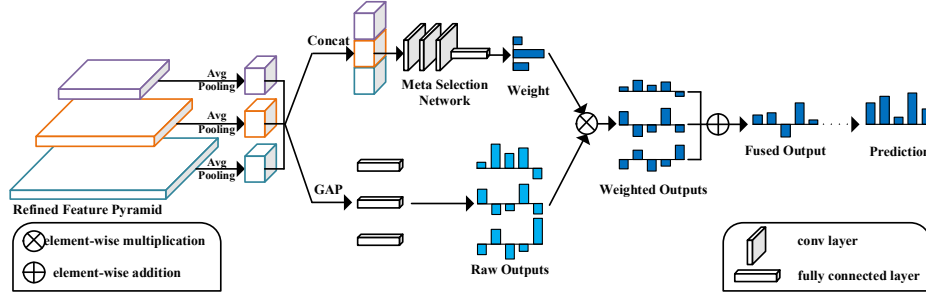 Concat
Avg
Pooling
Avg
Pooling
Avg
Pooling
Meta Selection
Network
Weight
GAP
Refined Feature Pyramid
Raw Outputs
Weighted Outputs
Fused Output
Prediction
element-wise multiplication
element-wise addition
conv layer
fully connected layer